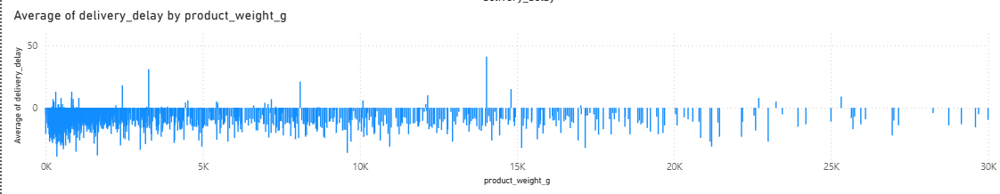 Average of delivery_delay by product_weight_g
50
0
Average of delivery_delay
0K 5K 10K 15K 20K 25K 30K
product_weight_g